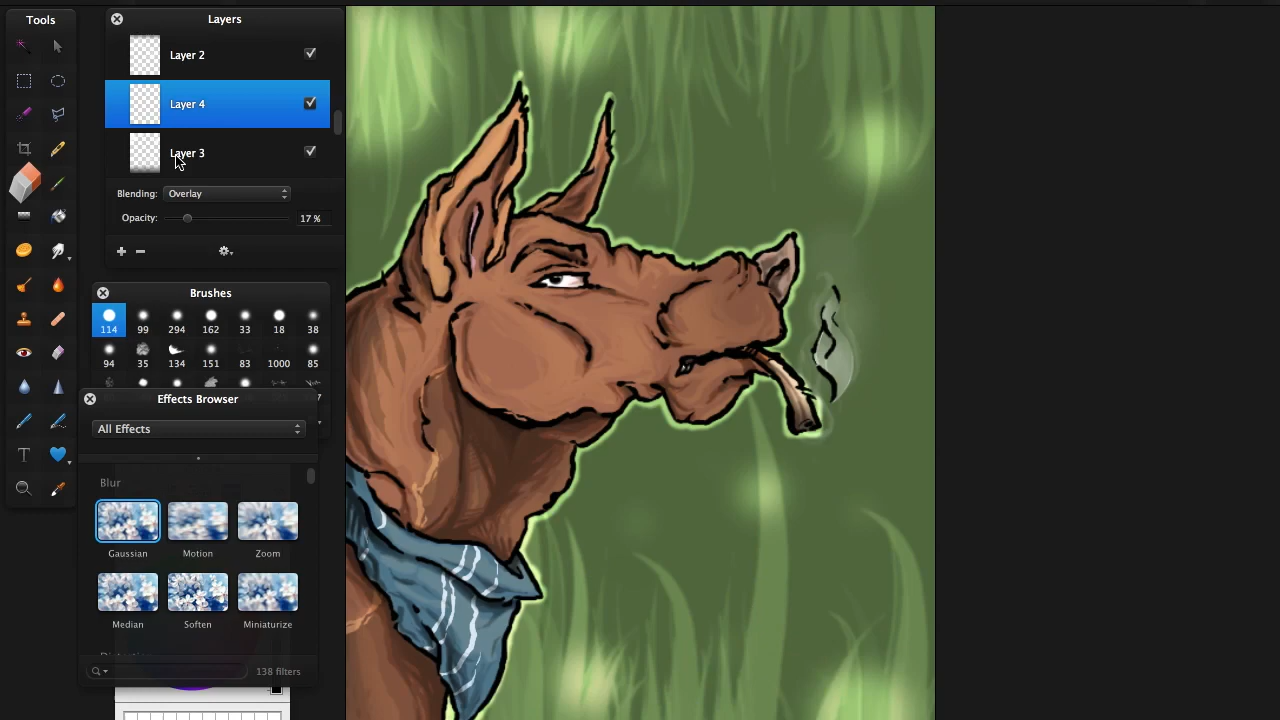 Tools
Layers
Layer 2
Layer 4
Layer 3
Blending: Overlay
Opacity: 17 %
Brushes
114 99 294 162 33 18 38
94 35 134 151 83 1000 85
Effects Browser
All Effects
Blur
Gaussian Motion Zoom
Median Soften Miniaturize
138 filters